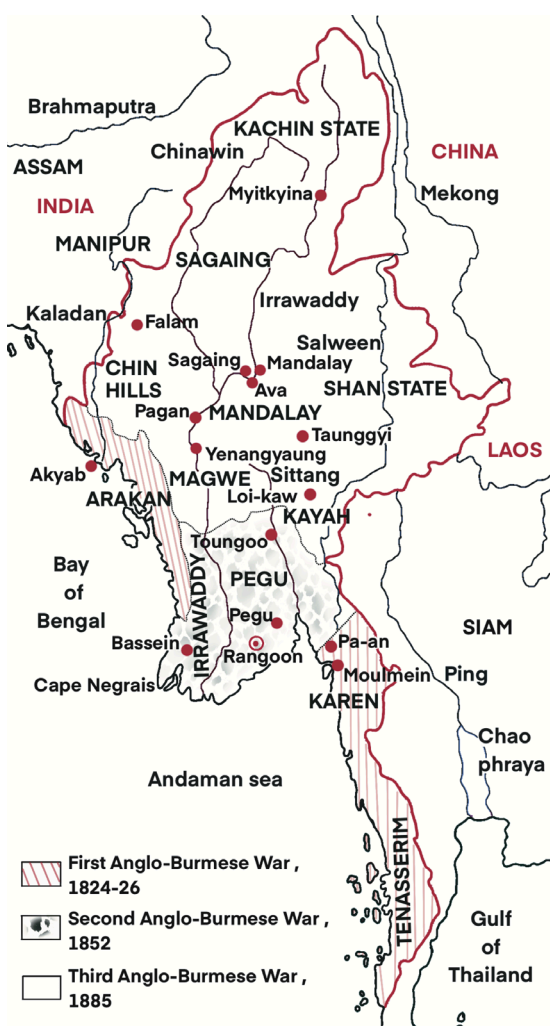 Brahmaputra
KACHIN STATE
Chinawin
CHINA
ASSAM
Myitkyina
Mekong
INDIA
MANIPUR
SAGAING
Irrawaddy
Kaladan
Falam
Salween
Sagaing
Mandalay
CHIN
HILLS
Ava
SHAN STATE
Pagan
MANDALAY
Taunggyi
Yenangyaung
LAOS
Akyab
MAGWE
Sittang
ARAKAN
Loi-kaw
KAYAH
Toungoo
Bay
of
Bengal
IRRAWADDY
PEGU
Pegu
SIAM
Bassein
Rangoon
Pa-an
Cape Negrais
Moulmein
Ping
KAREN
Chao
phraya
Andaman sea
TENASSERIM
First Anglo-Burmese War ,
1824-26
Second Anglo-Burmese War ,
1852
Third Anglo-Burmese War ,
1885
Gulf
of
Thailand